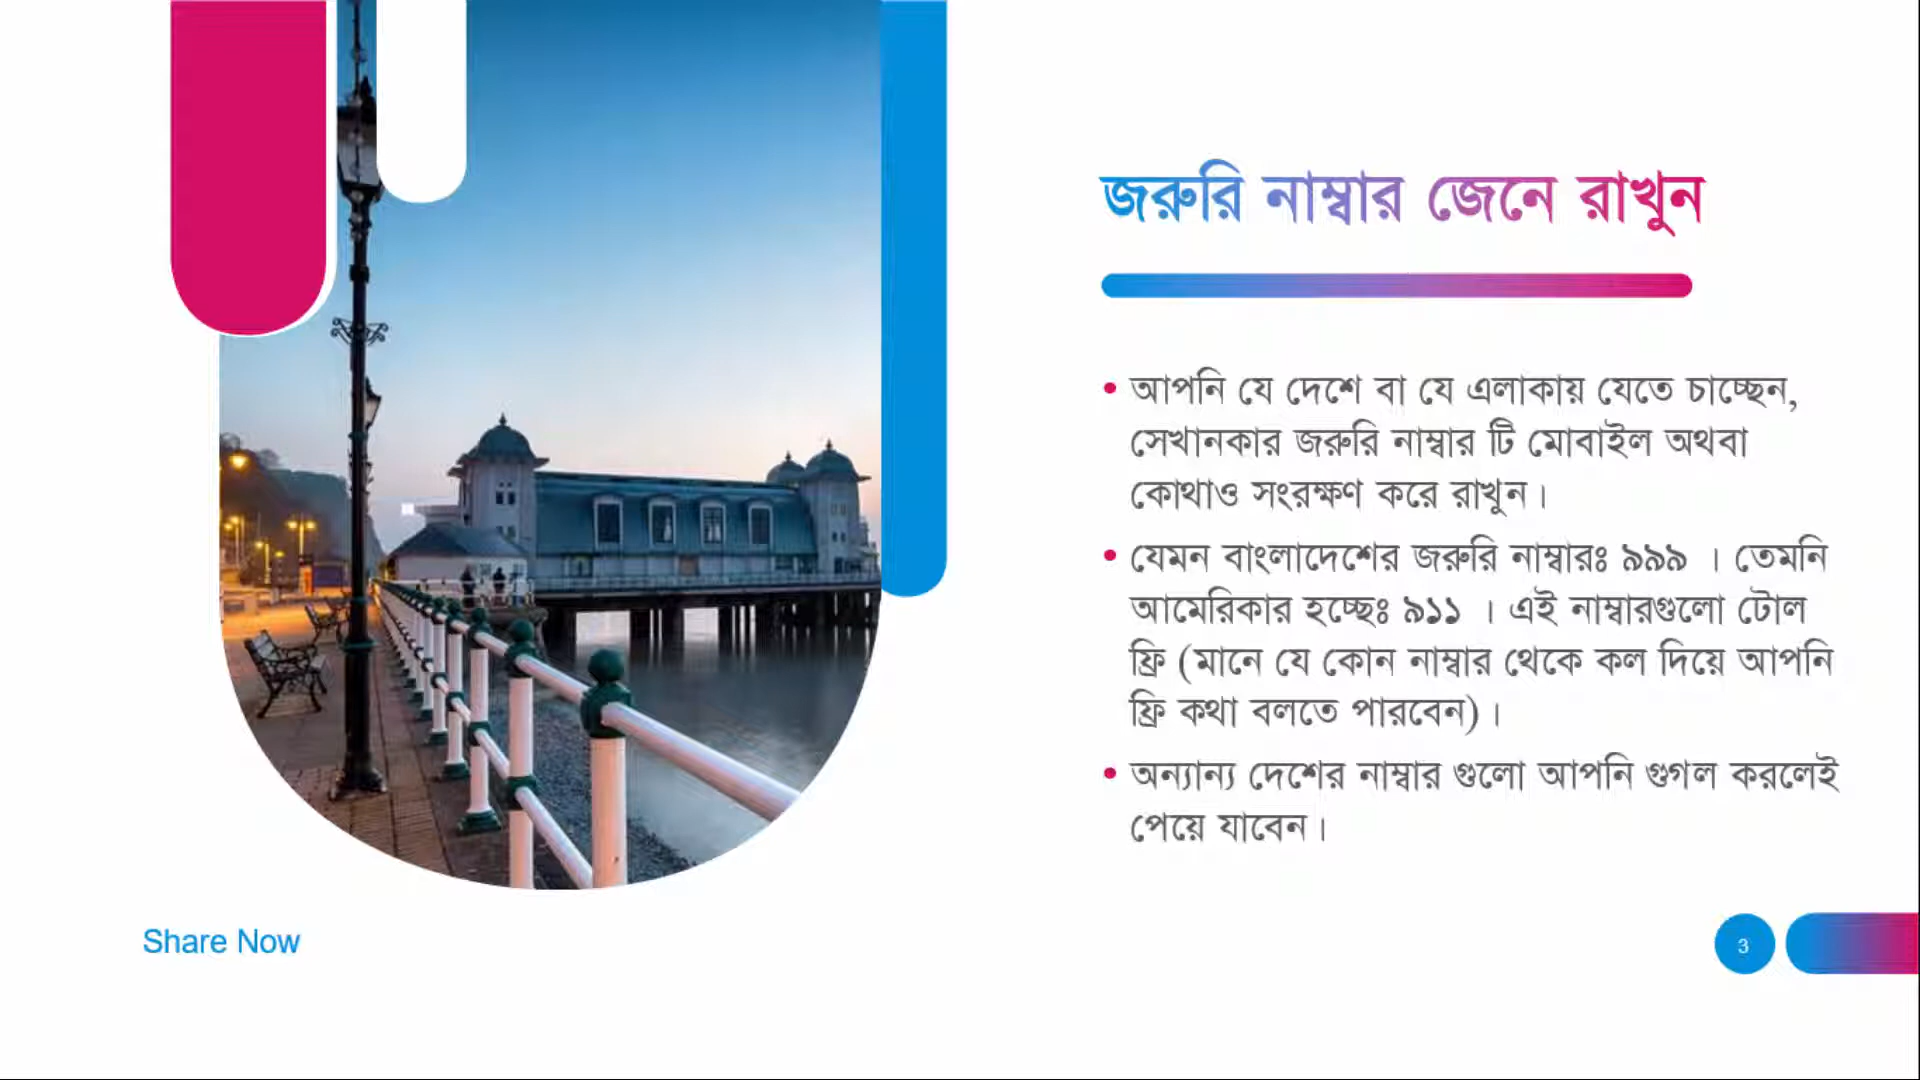 জরুরি নাম্বার জেনে রাখুন
• আপনি যে দেশে বা যে এলাকায় যেতে চাচ্ছেন,
সেখানকার জরুরি নাম্বার টি মোবাইল অথবা
কোথাও সংরক্ষণ করে রাখুন।
• যেমন বাংলাদেশের জরুরি নাম্বারঃ ৯৯৯ । তেমনি
আমেরিকার হচ্ছেঃ ৯১১ । এই নাম্বারগুলো টোল
ফ্রি (মানে যে কোন নাম্বার থেকে কল দিয়ে আপনি
ফ্রি কথা বলতে পারবেন)।
• অন্যান্য দেশের নাম্বার গুলো আপনি গুগল করলেই
পেয়ে যাবেন।
Share Now
3